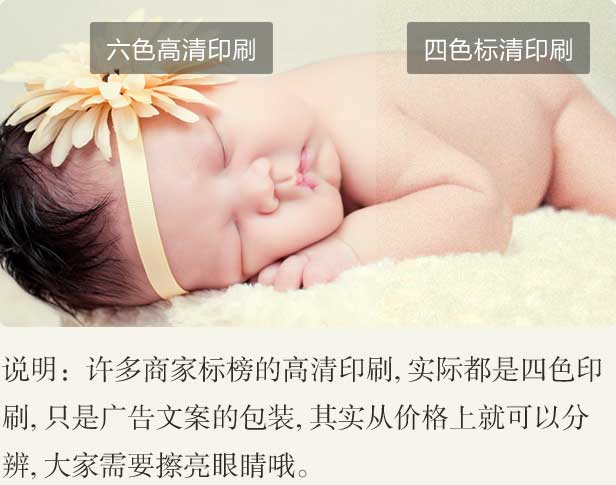 六色高清印刷
四色标清印刷
说明：许多商家标榜的高清印刷, 实际都是四色印
刷, 只是广告文案的包装, 其实从价格上就可以分
辨, 大家需要擦亮眼睛哦。